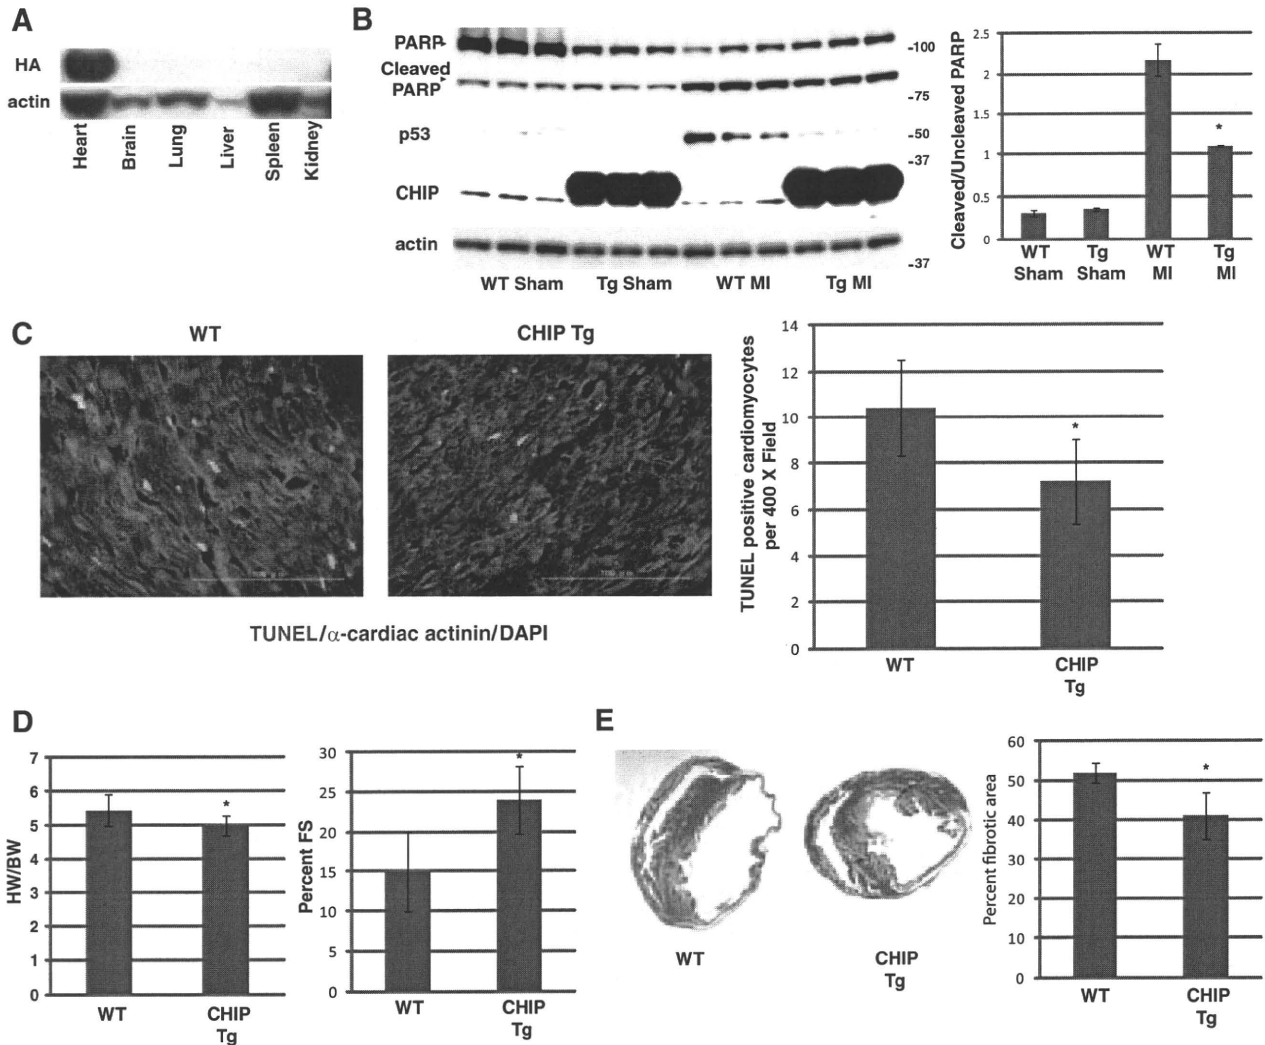 A
HA
actin
Heart
Brain
Lung
Liver
Spleen
Kidney
B
PARP
Cleaved
PARP
p53
CHIP
actin
-100
-75
-50
-37
-37
WT Sham
Tg Sham
WT MI
Tg MI
Cleaved/Uncleaved PARP
2.5
2
1.5
1
0.5
0
*
WT
Sham
Tg
Sham
WT
MI
Tg
MI
C
WT
CHIP Tg
TUNEL/α-cardiac actinin/DAPI
TUNEL positive cardiomyocytes
per 400 X Field
14
12
10
8
6
4
2
0
*
WT
CHIP
Tg
D
HW/BW
7
6
5
4
3
2
1
0
*
WT
CHIP
Tg
Percent FS
30
25
20
15
10
5
0
*
WT
CHIP
Tg
E
WT
CHIP
Tg
Percent fibrotic area
60
50
40
30
20
10
0
*
WT
CHIP
Tg